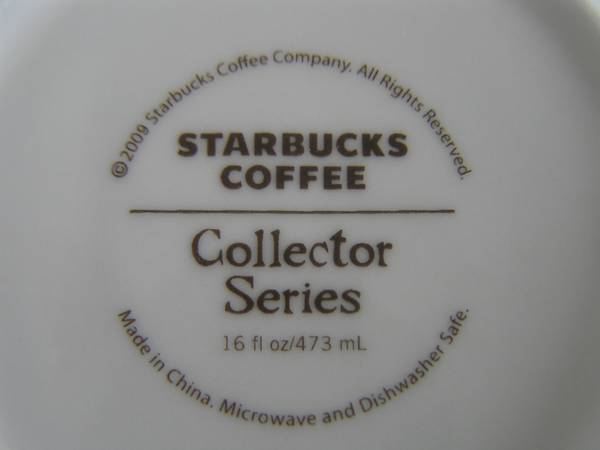 © 2009 Starbucks Coffee Company. All Rights Reserved.
STARBUCKS
COFFEE
Collector
Series
16 fl oz/473 mL
Made in China. Microwave and Dishwasher Safe.